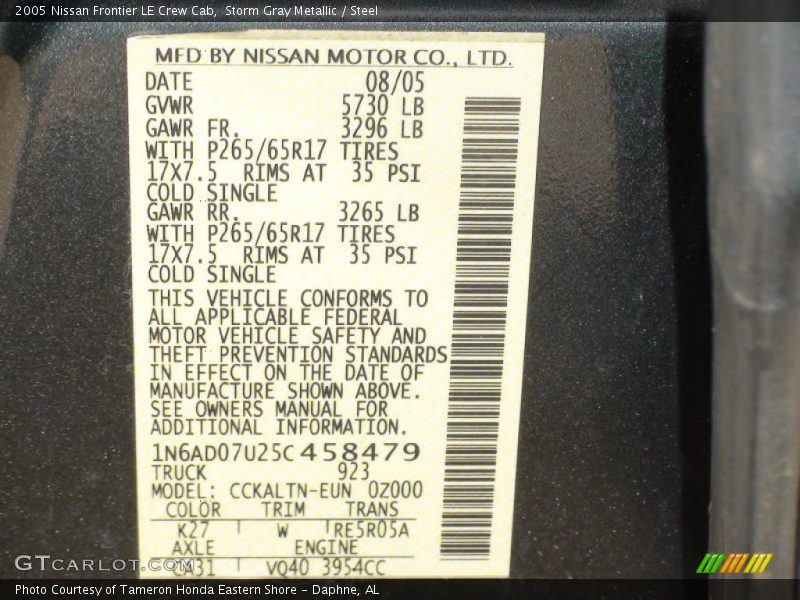 2005 Nissan Frontier LE Crew Cab, Storm Gray Metallic / Steel
MFD BY NISSAN MOTOR CO., LTD.
DATE 08/05
GVWR 5730 LB
GAWR FR. 3296 LB
WITH P265/65R17 TIRES
17X7.5 RIMS AT 35 PSI
COLD SINGLE
GAWR RR. 3265 LB
WITH P265/65R17 TIRES
17X7.5 RIMS AT 35 PSI
COLD SINGLE
THIS VEHICLE CONFORMS TO
ALL APPLICABLE FEDERAL
MOTOR VEHICLE SAFETY AND
THEFT PREVENTION STANDARDS
IN EFFECT ON THE DATE OF
MANUFACTURE SHOWN ABOVE.
SEE OWNERS MANUAL FOR
ADDITIONAL INFORMATION.
1N6AD07U25C458479
TRUCK 923
MODEL: CCKALTN-EUN 0Z000
COLOR TRIM TRANS
K27 W RE5R05A
AXLE ENGINE
CA31 VQ40 3954CC
GTCARLOT.COM
Photo Courtesy of Tameron Honda Eastern Shore - Daphne, AL